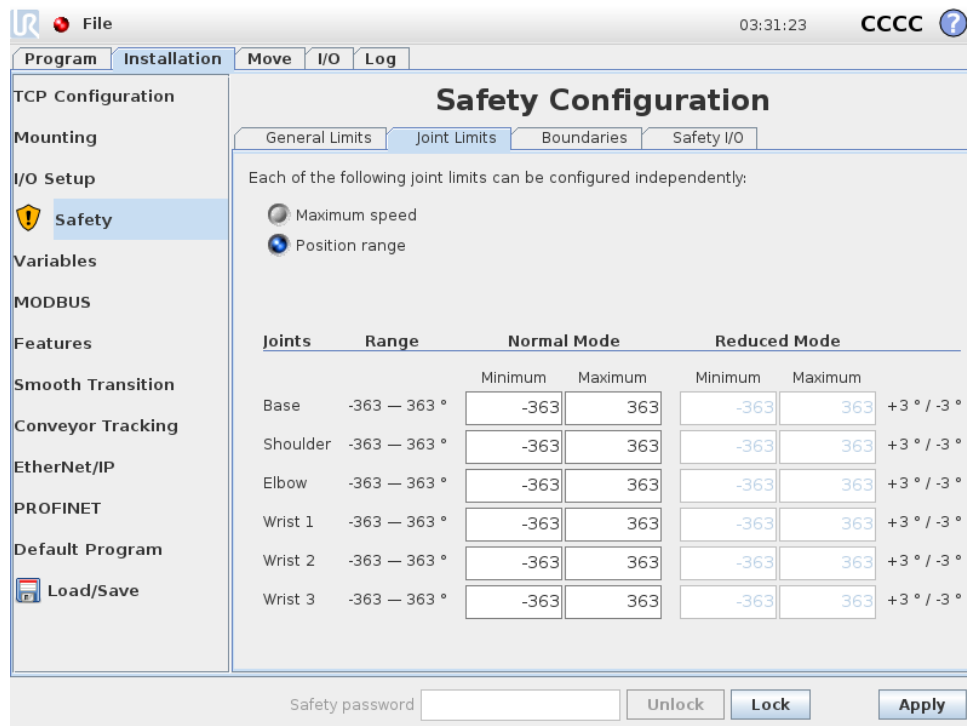 UR File 03:31:23 CCCC ?
Program Installation Move I/O Log
TCP Configuration
Mounting
I/O Setup
Safety
Variables
MODBUS
Features
Smooth Transition
Conveyor Tracking
EtherNet/IP
PROFINET
Default Program
Load/Save
Safety Configuration
General Limits Joint Limits Boundaries Safety I/O
Each of the following joint limits can be configured independently:
Maximum speed
Position range
Joints Range Normal Mode Reduced Mode
Minimum Maximum Minimum Maximum
Base -363 — 363 ° -363 363 -363 363 +3 ° / -3 °
Shoulder -363 — 363 ° -363 363 -363 363 +3 ° / -3 °
Elbow -363 — 363 ° -363 363 -363 363 +3 ° / -3 °
Wrist 1 -363 — 363 ° -363 363 -363 363 +3 ° / -3 °
Wrist 2 -363 — 363 ° -363 363 -363 363 +3 ° / -3 °
Wrist 3 -363 — 363 ° -363 363 -363 363 +3 ° / -3 °
Safety password Unlock Lock Apply